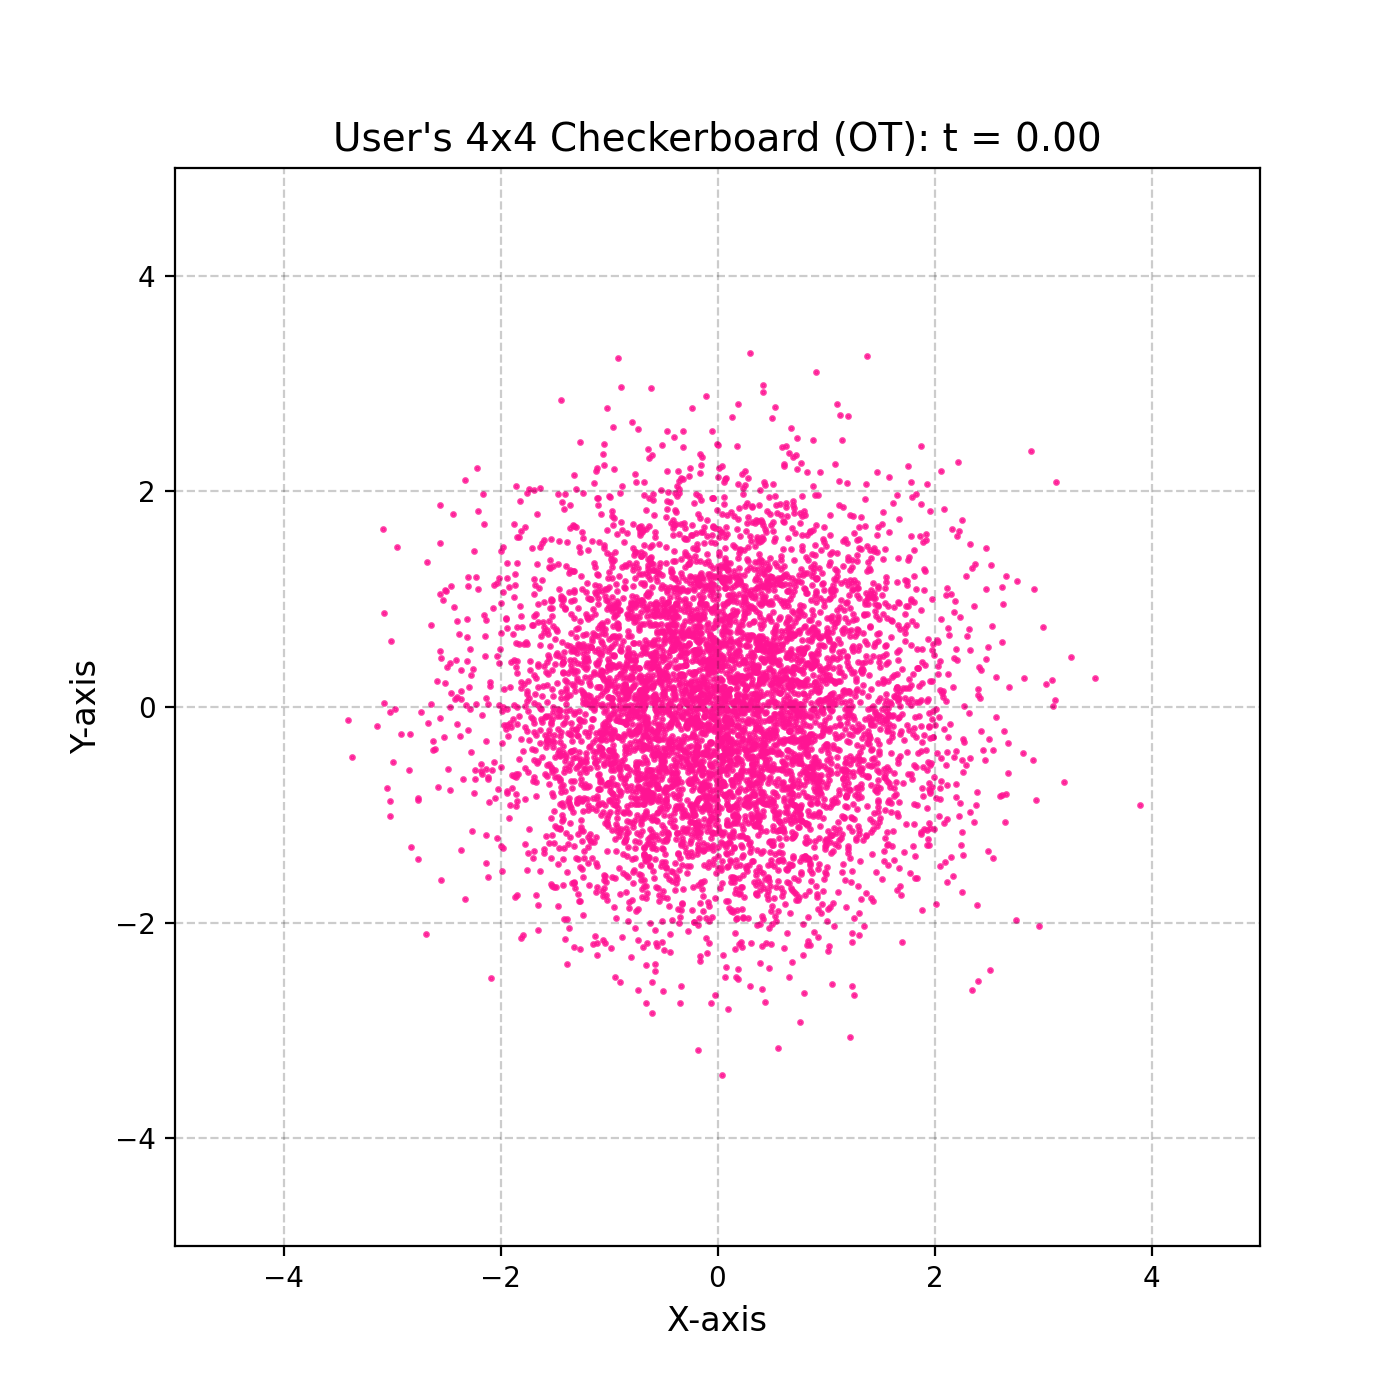 User's 4x4 Checkerboard (OT): t = 0.00
4
2
0
−2
−4
Y-axis
−4 −2 0 2 4
X-axis